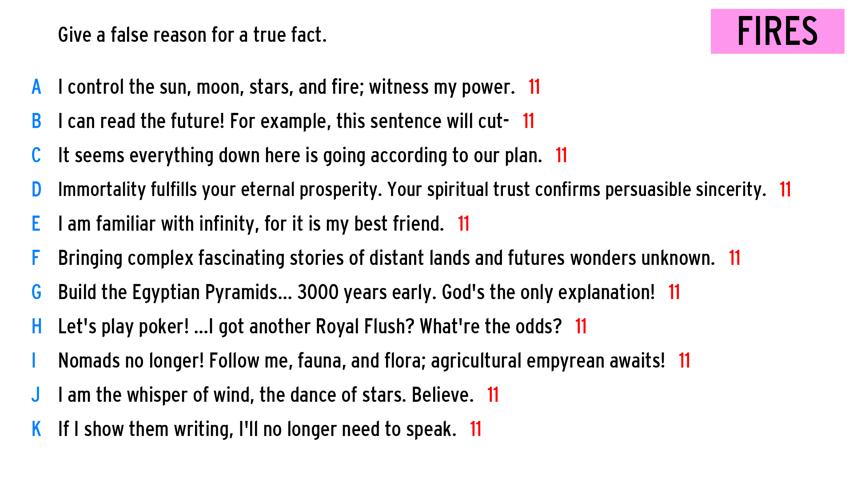 Give a false reason for a true fact.
FIRES
A I control the sun, moon, stars, and fire; witness my power. 11
B I can read the future! For example, this sentence will cut- 11
C It seems everything down here is going according to our plan. 11
D Immortality fulfills your eternal prosperity. Your spiritual trust confirms persuasible sincerity. 11
E I am familiar with infinity, for it is my best friend. 11
F Bringing complex fascinating stories of distant lands and futures wonders unknown. 11
G Build the Egyptian Pyramids... 3000 years early. God's the only explanation! 11
H Let's play poker! ...I got another Royal Flush? What're the odds? 11
I Nomads no longer! Follow me, fauna, and flora; agricultural empyrean awaits! 11
J I am the whisper of wind, the dance of stars. Believe. 11
K If I show them writing, I'll no longer need to speak. 11